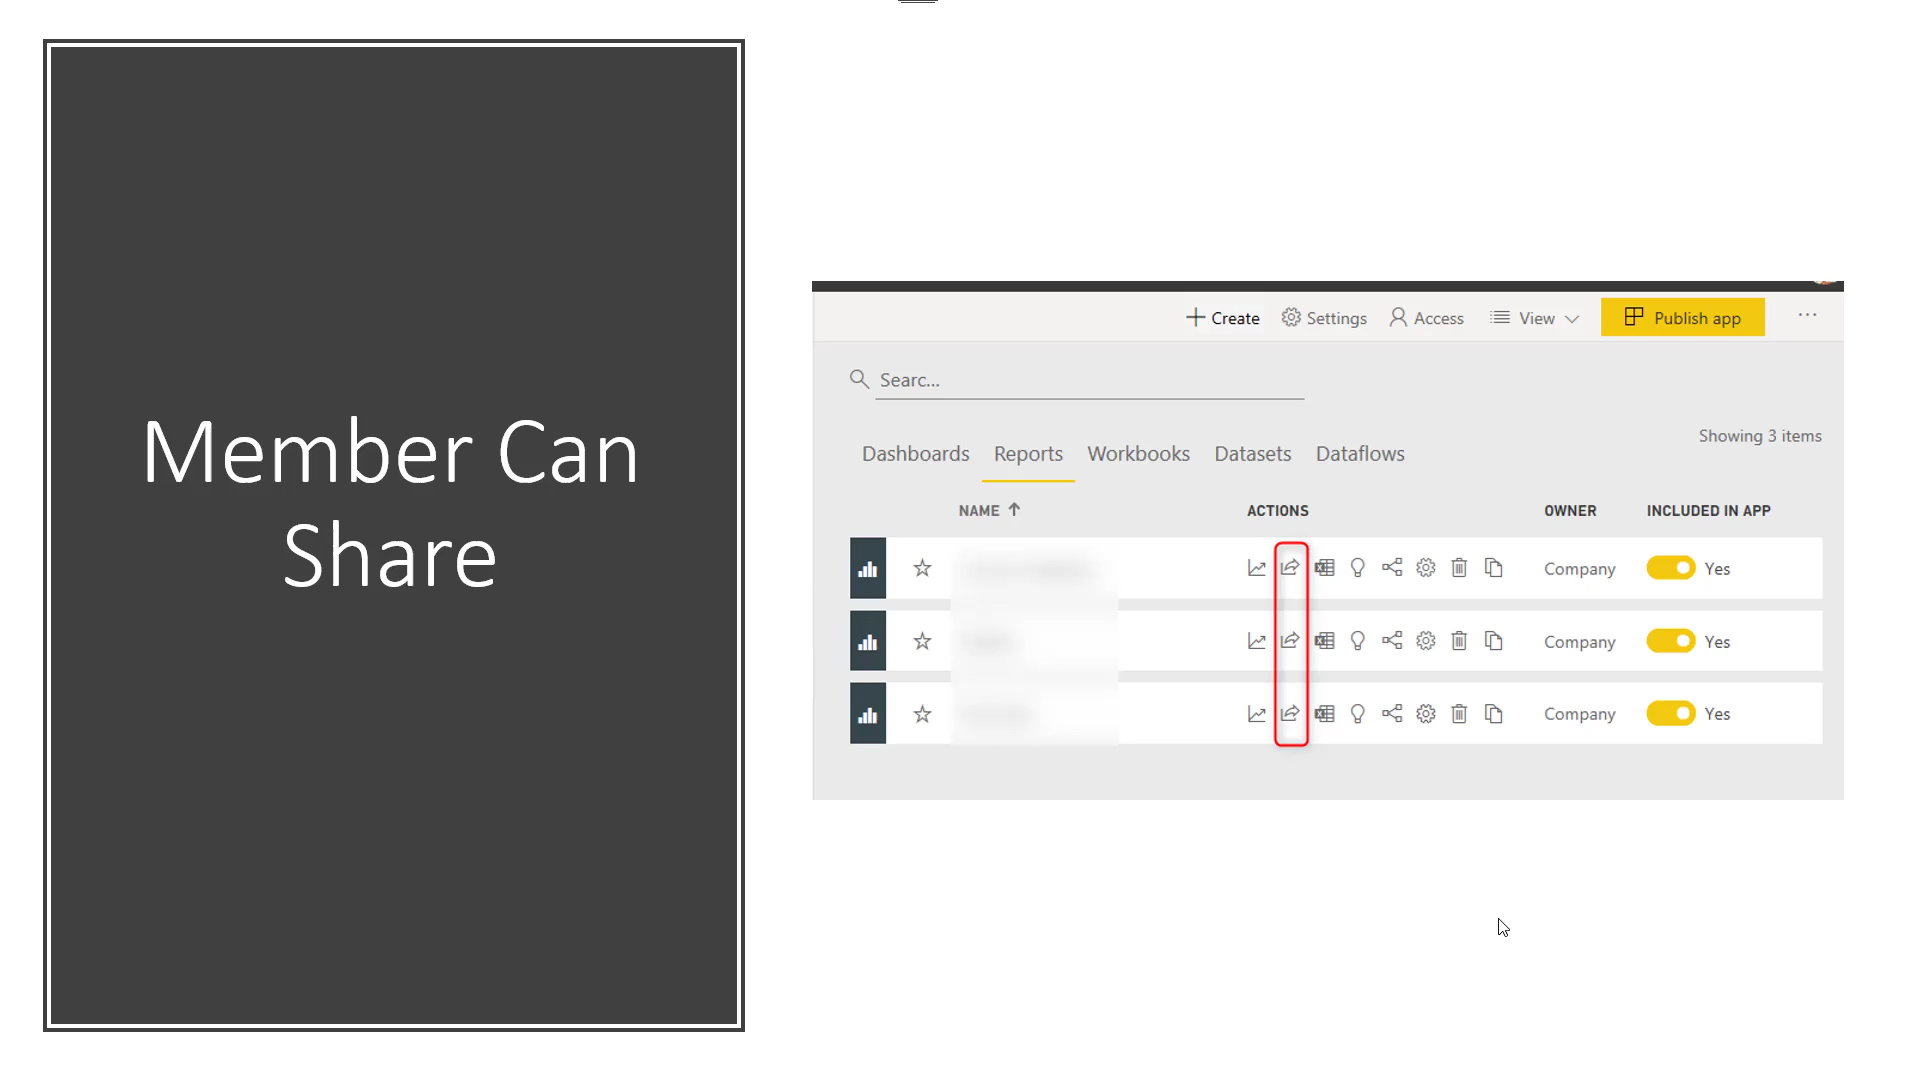 Member Can
Share
Create Settings Access View Publish app ...
Searc...
Showing 3 items
Dashboards Reports Workbooks Datasets Dataflows
NAME ACTIONS OWNER INCLUDED IN APP
Company Yes
Company Yes
Company Yes